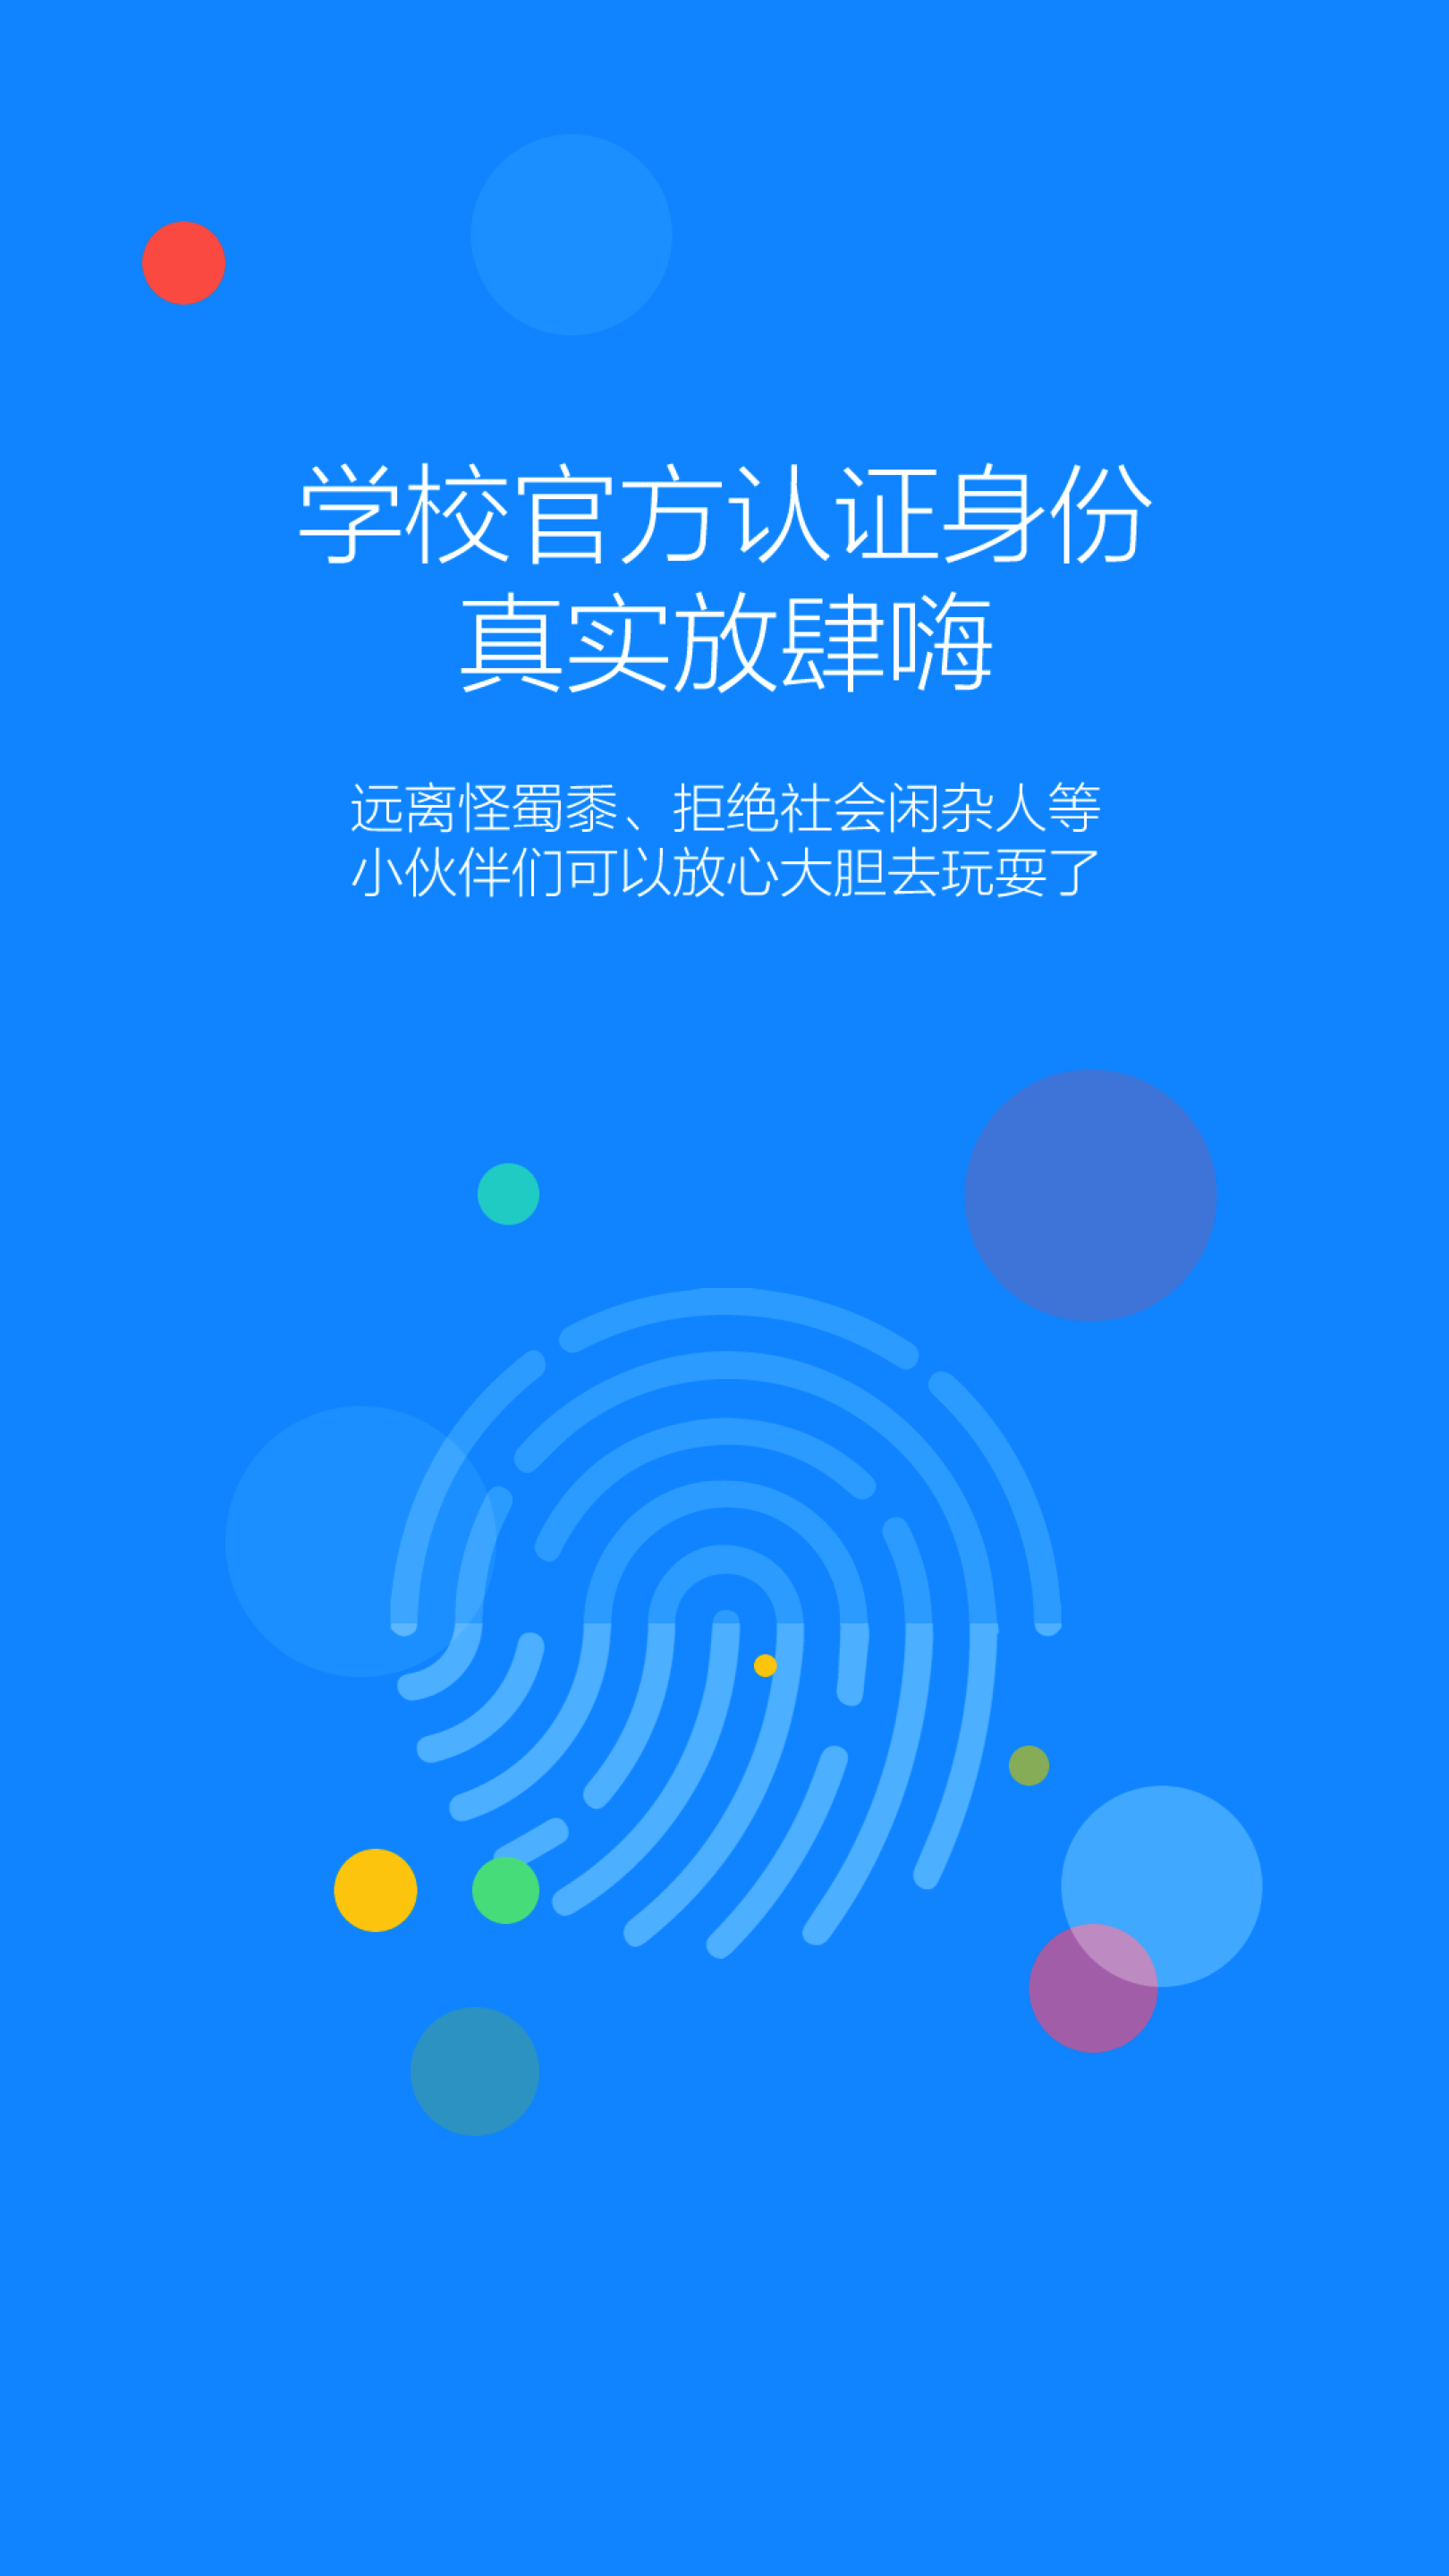 学校官方认证身份
真实放肆嗨
远离怪蜀黍、拒绝社会闲杂人等
小伙伴们可以放心大胆去玩耍了